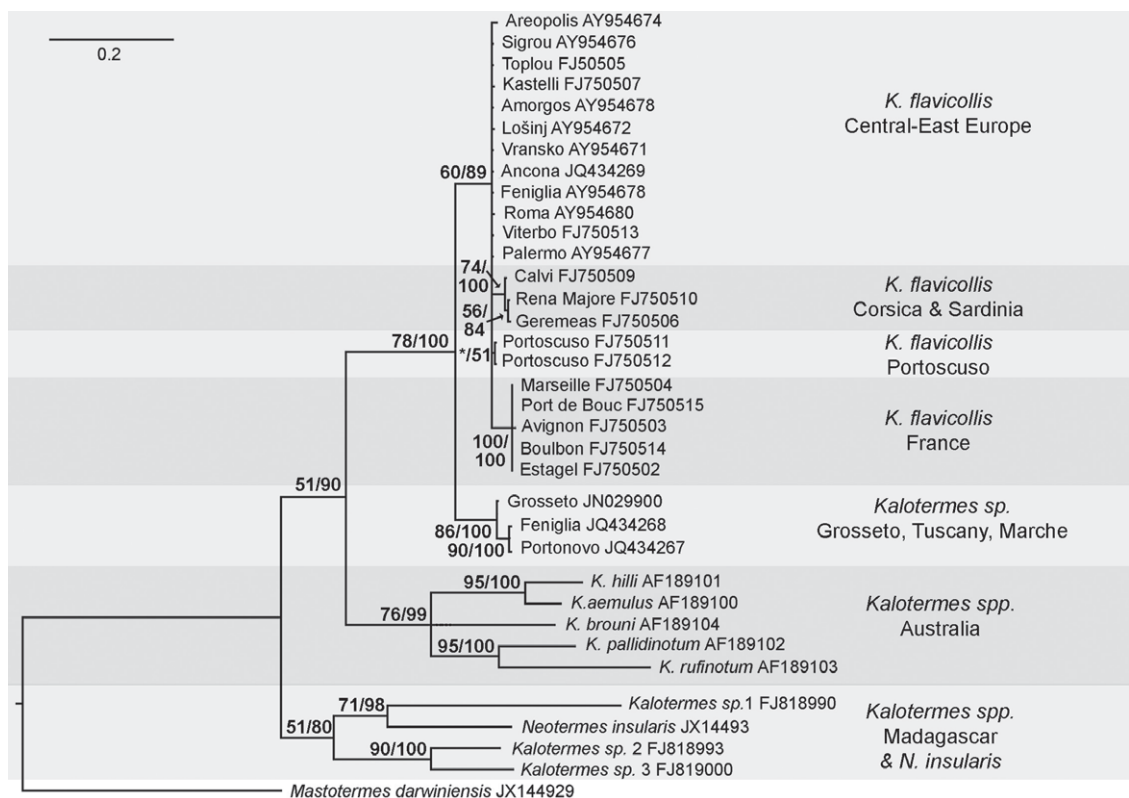 0.2
Areopolis AY954674
Sigrou AY954676
Toplou FJ50505
Kastelli FJ750507
Amorgos AY954678
Lošinj AY954672
Vransko AY954671
Ancona JQ434269
Feniglia AY954678
Roma AY954680
Viterbo FJ750513
Palermo AY954677
K. flavicollis
Central-East Europe
60/89
Calvi FJ750509
Rena Majore FJ750510
Geremeas FJ750506
74/
100
56/
84
K. flavicollis
Corsica & Sardinia
78/100
*/51
Portoscuso FJ750511
Portoscuso FJ750512
K. flavicollis
Portoscuso
Marseille FJ750504
Port de Bouc FJ750515
Avignon FJ750503
Boulbon FJ750514
Estagel FJ750502
100/
100
K. flavicollis
France
51/90
Grosseto JN029900
Feniglia JQ434268
Portonovo JQ434267
86/100
90/100
Kalotermes sp.
Grosseto, Tuscany, Marche
95/100
K. hilli AF189101
K.aemulus AF189100
76/99
K. brouni AF189104
95/100
K. pallidinotum AF189102
K. rufinotum AF189103
Kalotermes spp.
Australia
71/98
Kalotermes sp.1 FJ818990
Neotermes insularis JX14493
51/80
90/100
Kalotermes sp. 2 FJ818993
Kalotermes sp. 3 FJ819000
Kalotermes spp.
Madagascar
& N. insularis
Mastotermes darwiniensis JX144929